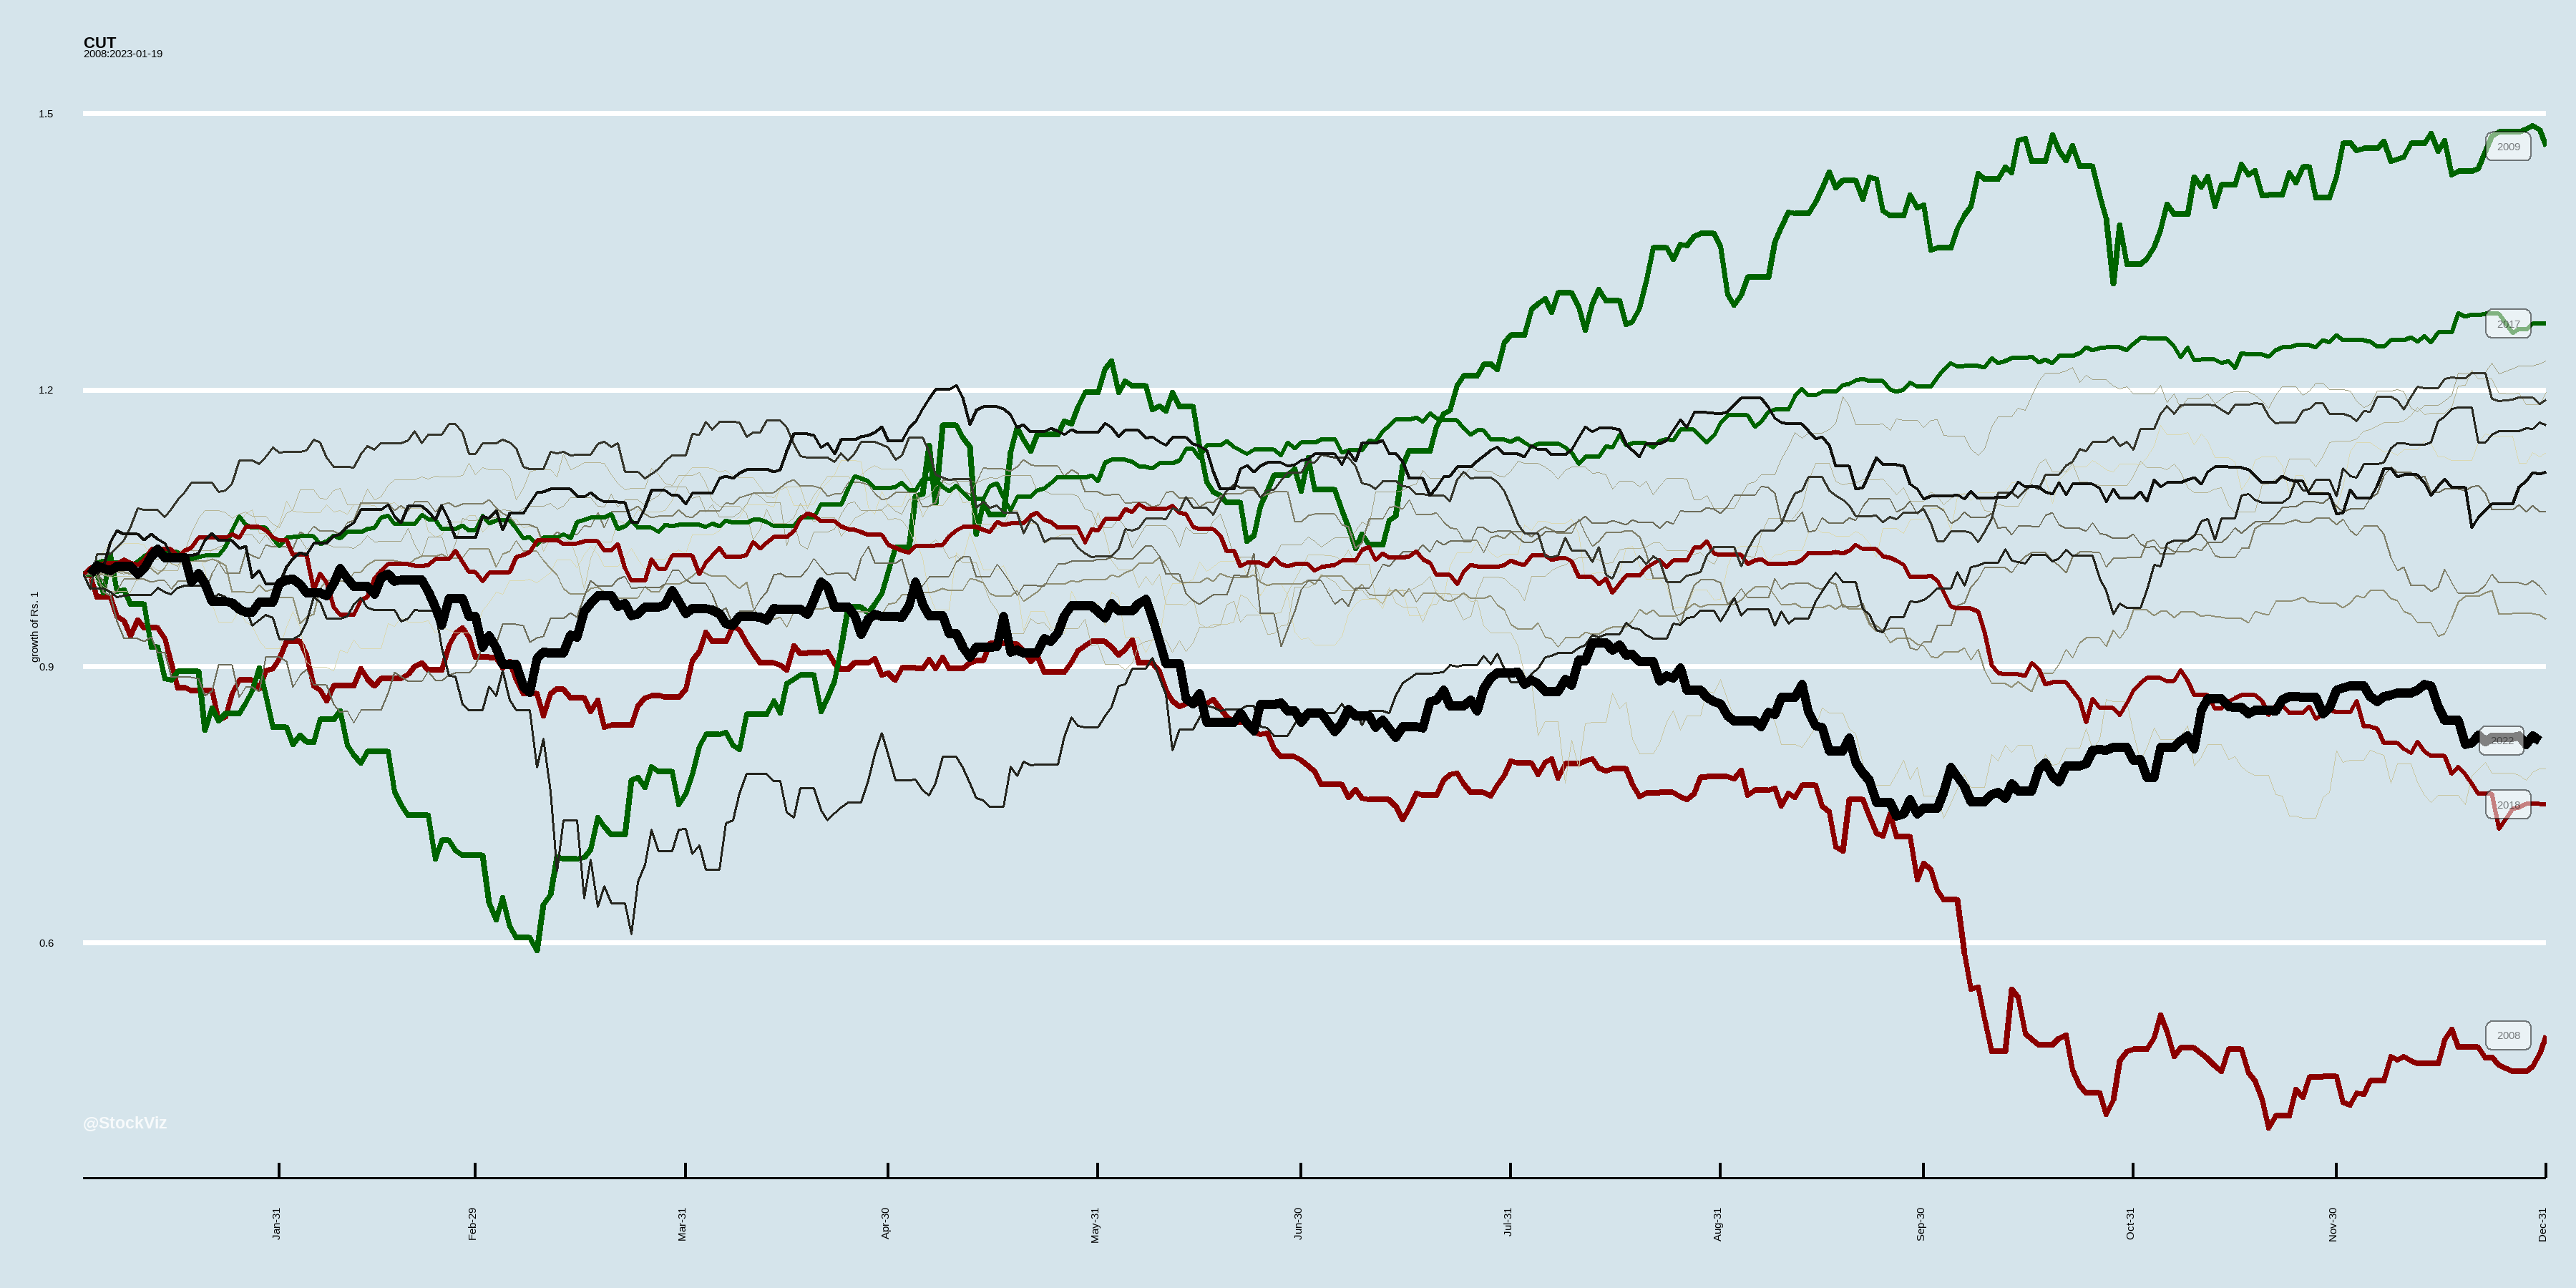 CUT
2008:2023-01-19
1.5
1.2
0.9
0.6
growth of Rs. 1
2009
2017
2022
2018
2008
@StockViz
Jan-31
Feb-29
Mar-31
Apr-30
May-31
Jun-30
Jul-31
Aug-31
Sep-30
Oct-31
Nov-30
Dec-31